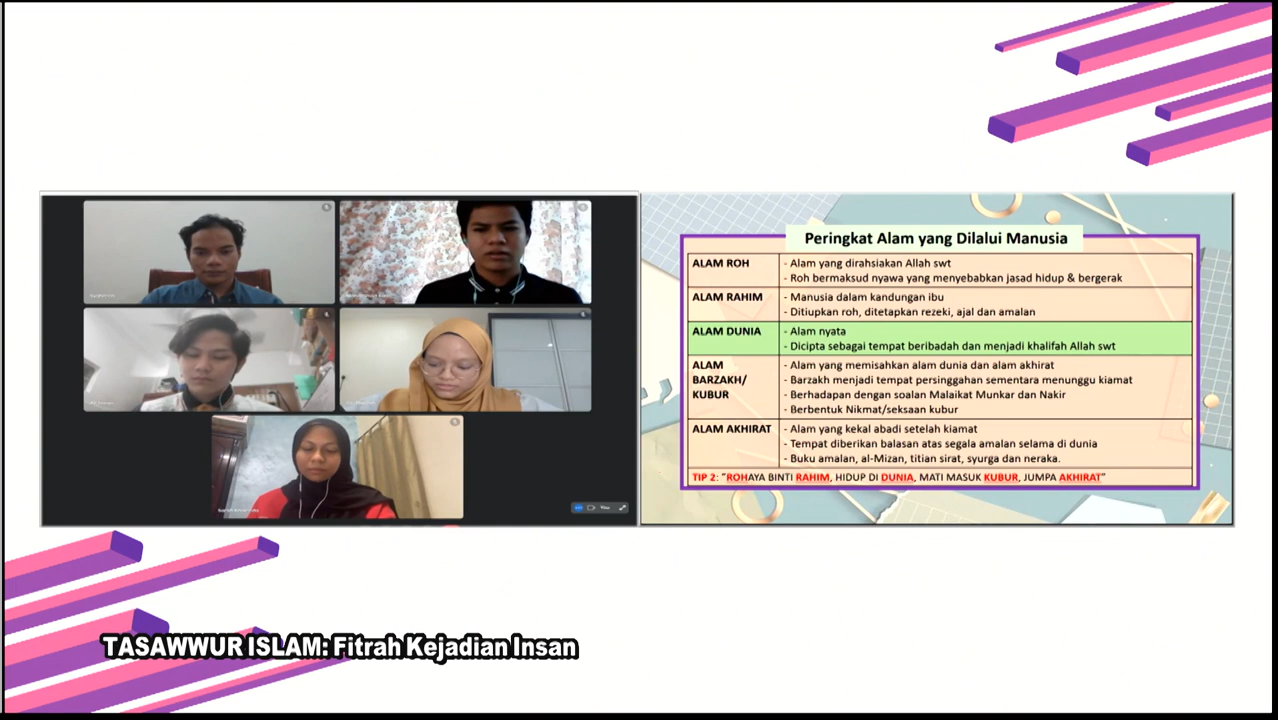 Peringkat Alam yang Dilalui Manusia
ALAM ROH
- Alam yang dirahsiakan Allah swt
- Roh bermaksud nyawa yang menyebabkan jasad hidup & bergerak
ALAM RAHIM
- Manusia dalam kandungan ibu
- Ditiupkan roh, ditetapkan rezeki, ajal dan amalan
ALAM DUNIA
- Alam nyata
- Dicipta sebagai tempat beribadah dan menjadi khalifah Allah swt
ALAM
BARZAKH/
KUBUR
- Alam yang memisahkan alam dunia dan alam akhirat
- Barzakh menjadi tempat persinggahan sementara menunggu kiamat
- Berhadapan dengan soalan Malaikat Munkar dan Nakir
- Berbentuk Nikmat/seksaan kubur
ALAM AKHIRAT
- Alam yang kekal abadi setelah kiamat
- Tempat diberikan balasan atas segala amalan selama di dunia
- Buku amalan, al-Mizan, titian sirat, syurga dan neraka.
TIP 2: "ROHAYA BINTI RAHIM, HIDUP DI DUNIA, MATI MASUK KUBUR, JUMPA AKHIRAT"
View
TASAWWUR ISLAM: Fitrah Kejadian Insan